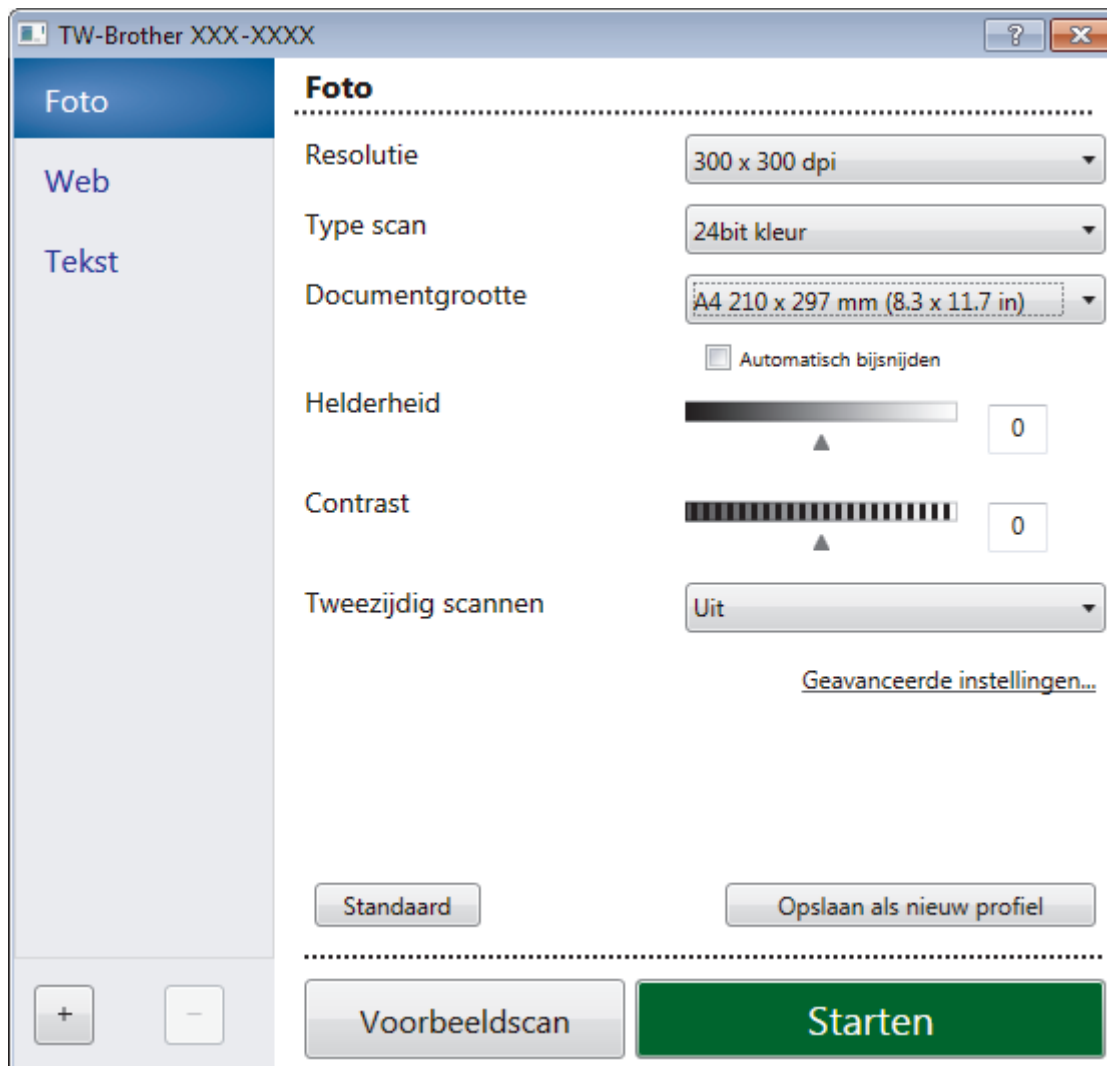 TW-Brother XXX-XXXX
?
Foto
Web
Tekst
Foto
Resolutie
300 x 300 dpi
Type scan
24bit kleur
Documentgrootte
A4 210 x 297 mm (8.3 x 11.7 in)
Automatisch bijsnijden
Helderheid
0
Contrast
0
Tweezijdig scannen
Uit
Geavanceerde instellingen...
Standaard
Opslaan als nieuw profiel
+
−
Voorbeeldscan
Starten